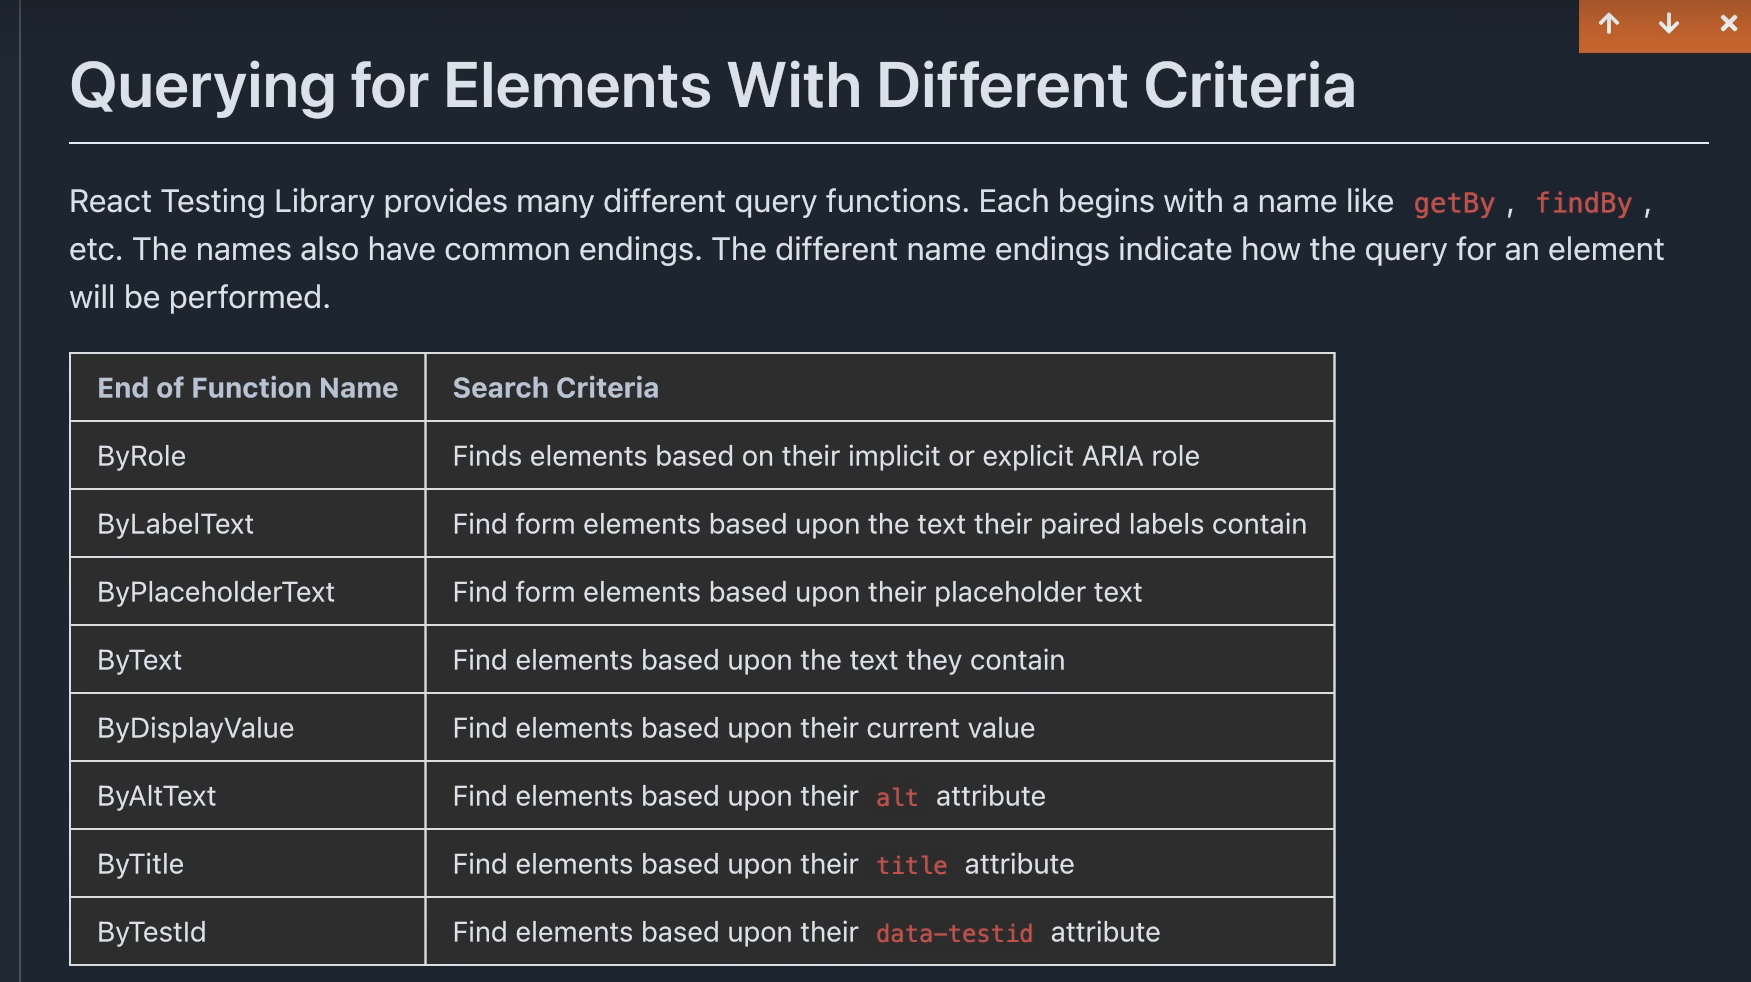 Querying for Elements With Different Criteria
React Testing Library provides many different query functions. Each begins with a name like getBy , findBy ,
etc. The names also have common endings. The different name endings indicate how the query for an element
will be performed.
End of Function Name Search Criteria
ByRole Finds elements based on their implicit or explicit ARIA role
ByLabelText Find form elements based upon the text their paired labels contain
ByPlaceholderText Find form elements based upon their placeholder text
ByText Find elements based upon the text they contain
ByDisplayValue Find elements based upon their current value
ByAltText Find elements based upon their alt attribute
ByTitle Find elements based upon their title attribute
ByTestId Find elements based upon their data-testid attribute